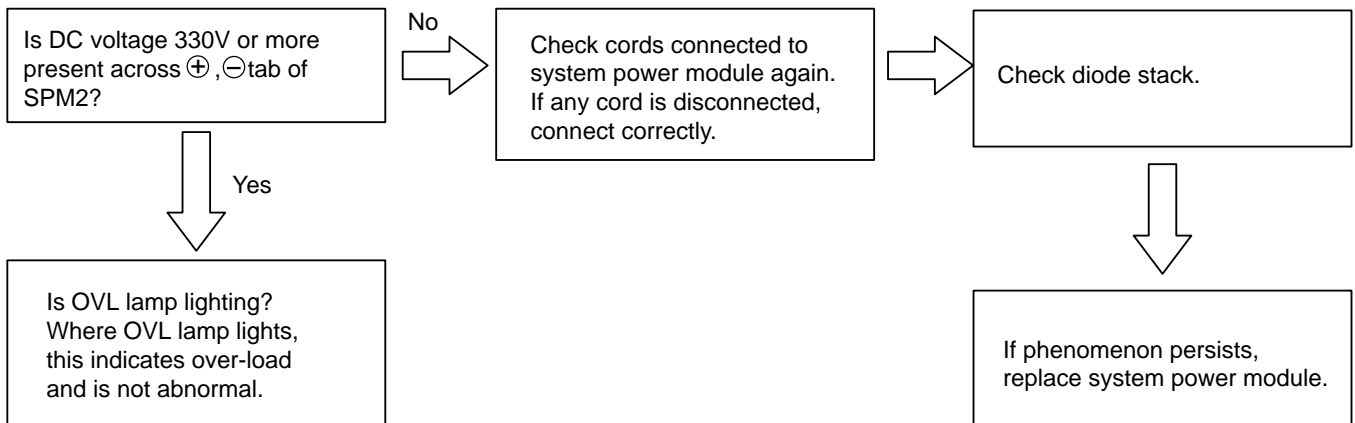 Is DC voltage 330V or more
present across ⊕ ,⊖tab of
SPM2?
No
Check cords connected to
system power module again.
If any cord is disconnected,
connect correctly.
Check diode stack.
Yes
Is OVL lamp lighting?
Where OVL lamp lights,
this indicates over-load
and is not abnormal.
If phenomenon persists,
replace system power module.